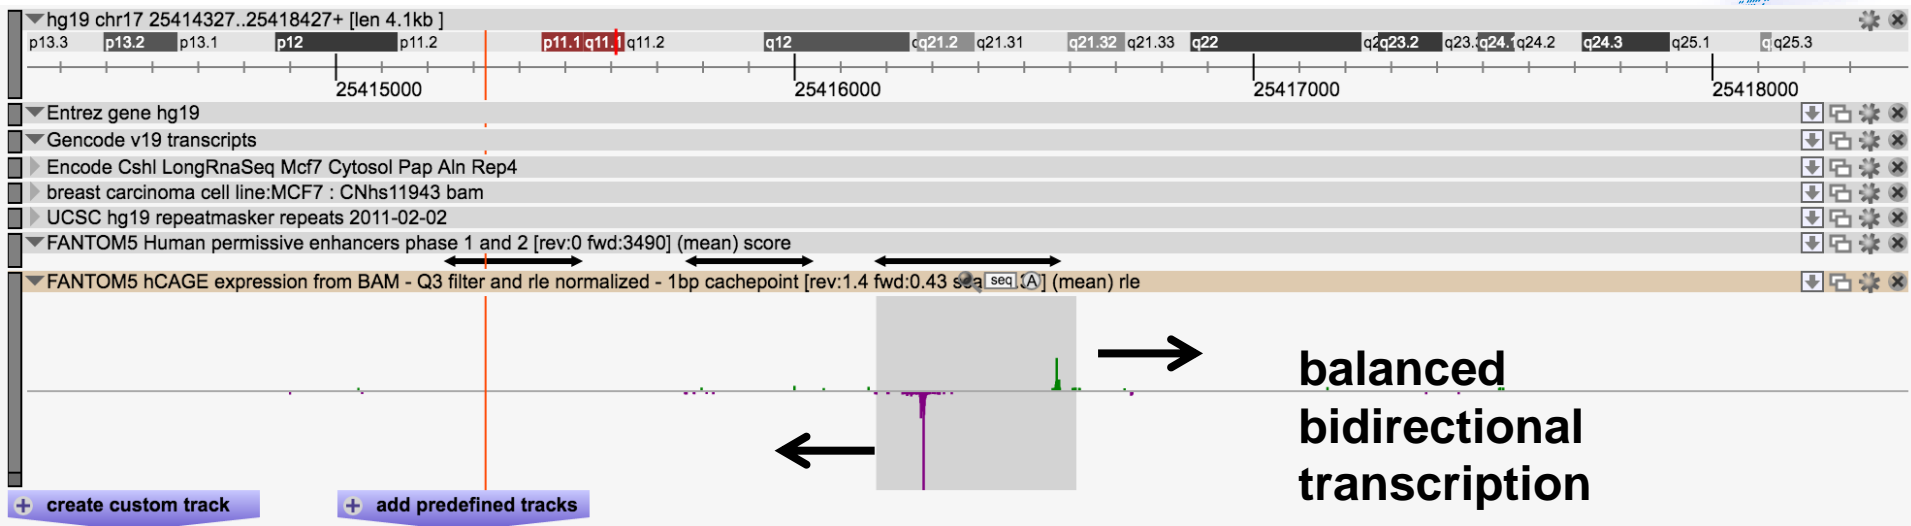 hg19 chr17 25414327..25418427+ [len 4.1kb ]
p13.3 p13.2 p13.1 p12 p11.2 p11.1 q11.1 q11.2 q12 q21.2 q21.31 q21.32 q21.33 q22 q23.2 q23. q24. q24.2 q24.3 q25.1 q q25.3
25415000 25416000 25417000 25418000
Entrez gene hg19
Gencode v19 transcripts
Encode Cshl LongRnaSeq Mcf7 Cytosol Pap Aln Rep4
breast carcinoma cell line:MCF7 : CNhs11943 bam
UCSC hg19 repeatmasker repeats 2011-02-02
FANTOM5 Human permissive enhancers phase 1 and 2 [rev:0 fwd:3490] (mean) score
FANTOM5 hCAGE expression from BAM - Q3 filter and rle normalized - 1bp cachepoint [rev:1.4 fwd:0.43 seq A ] (mean) rle
balanced
bidirectional
transcription
create custom track add predefined tracks